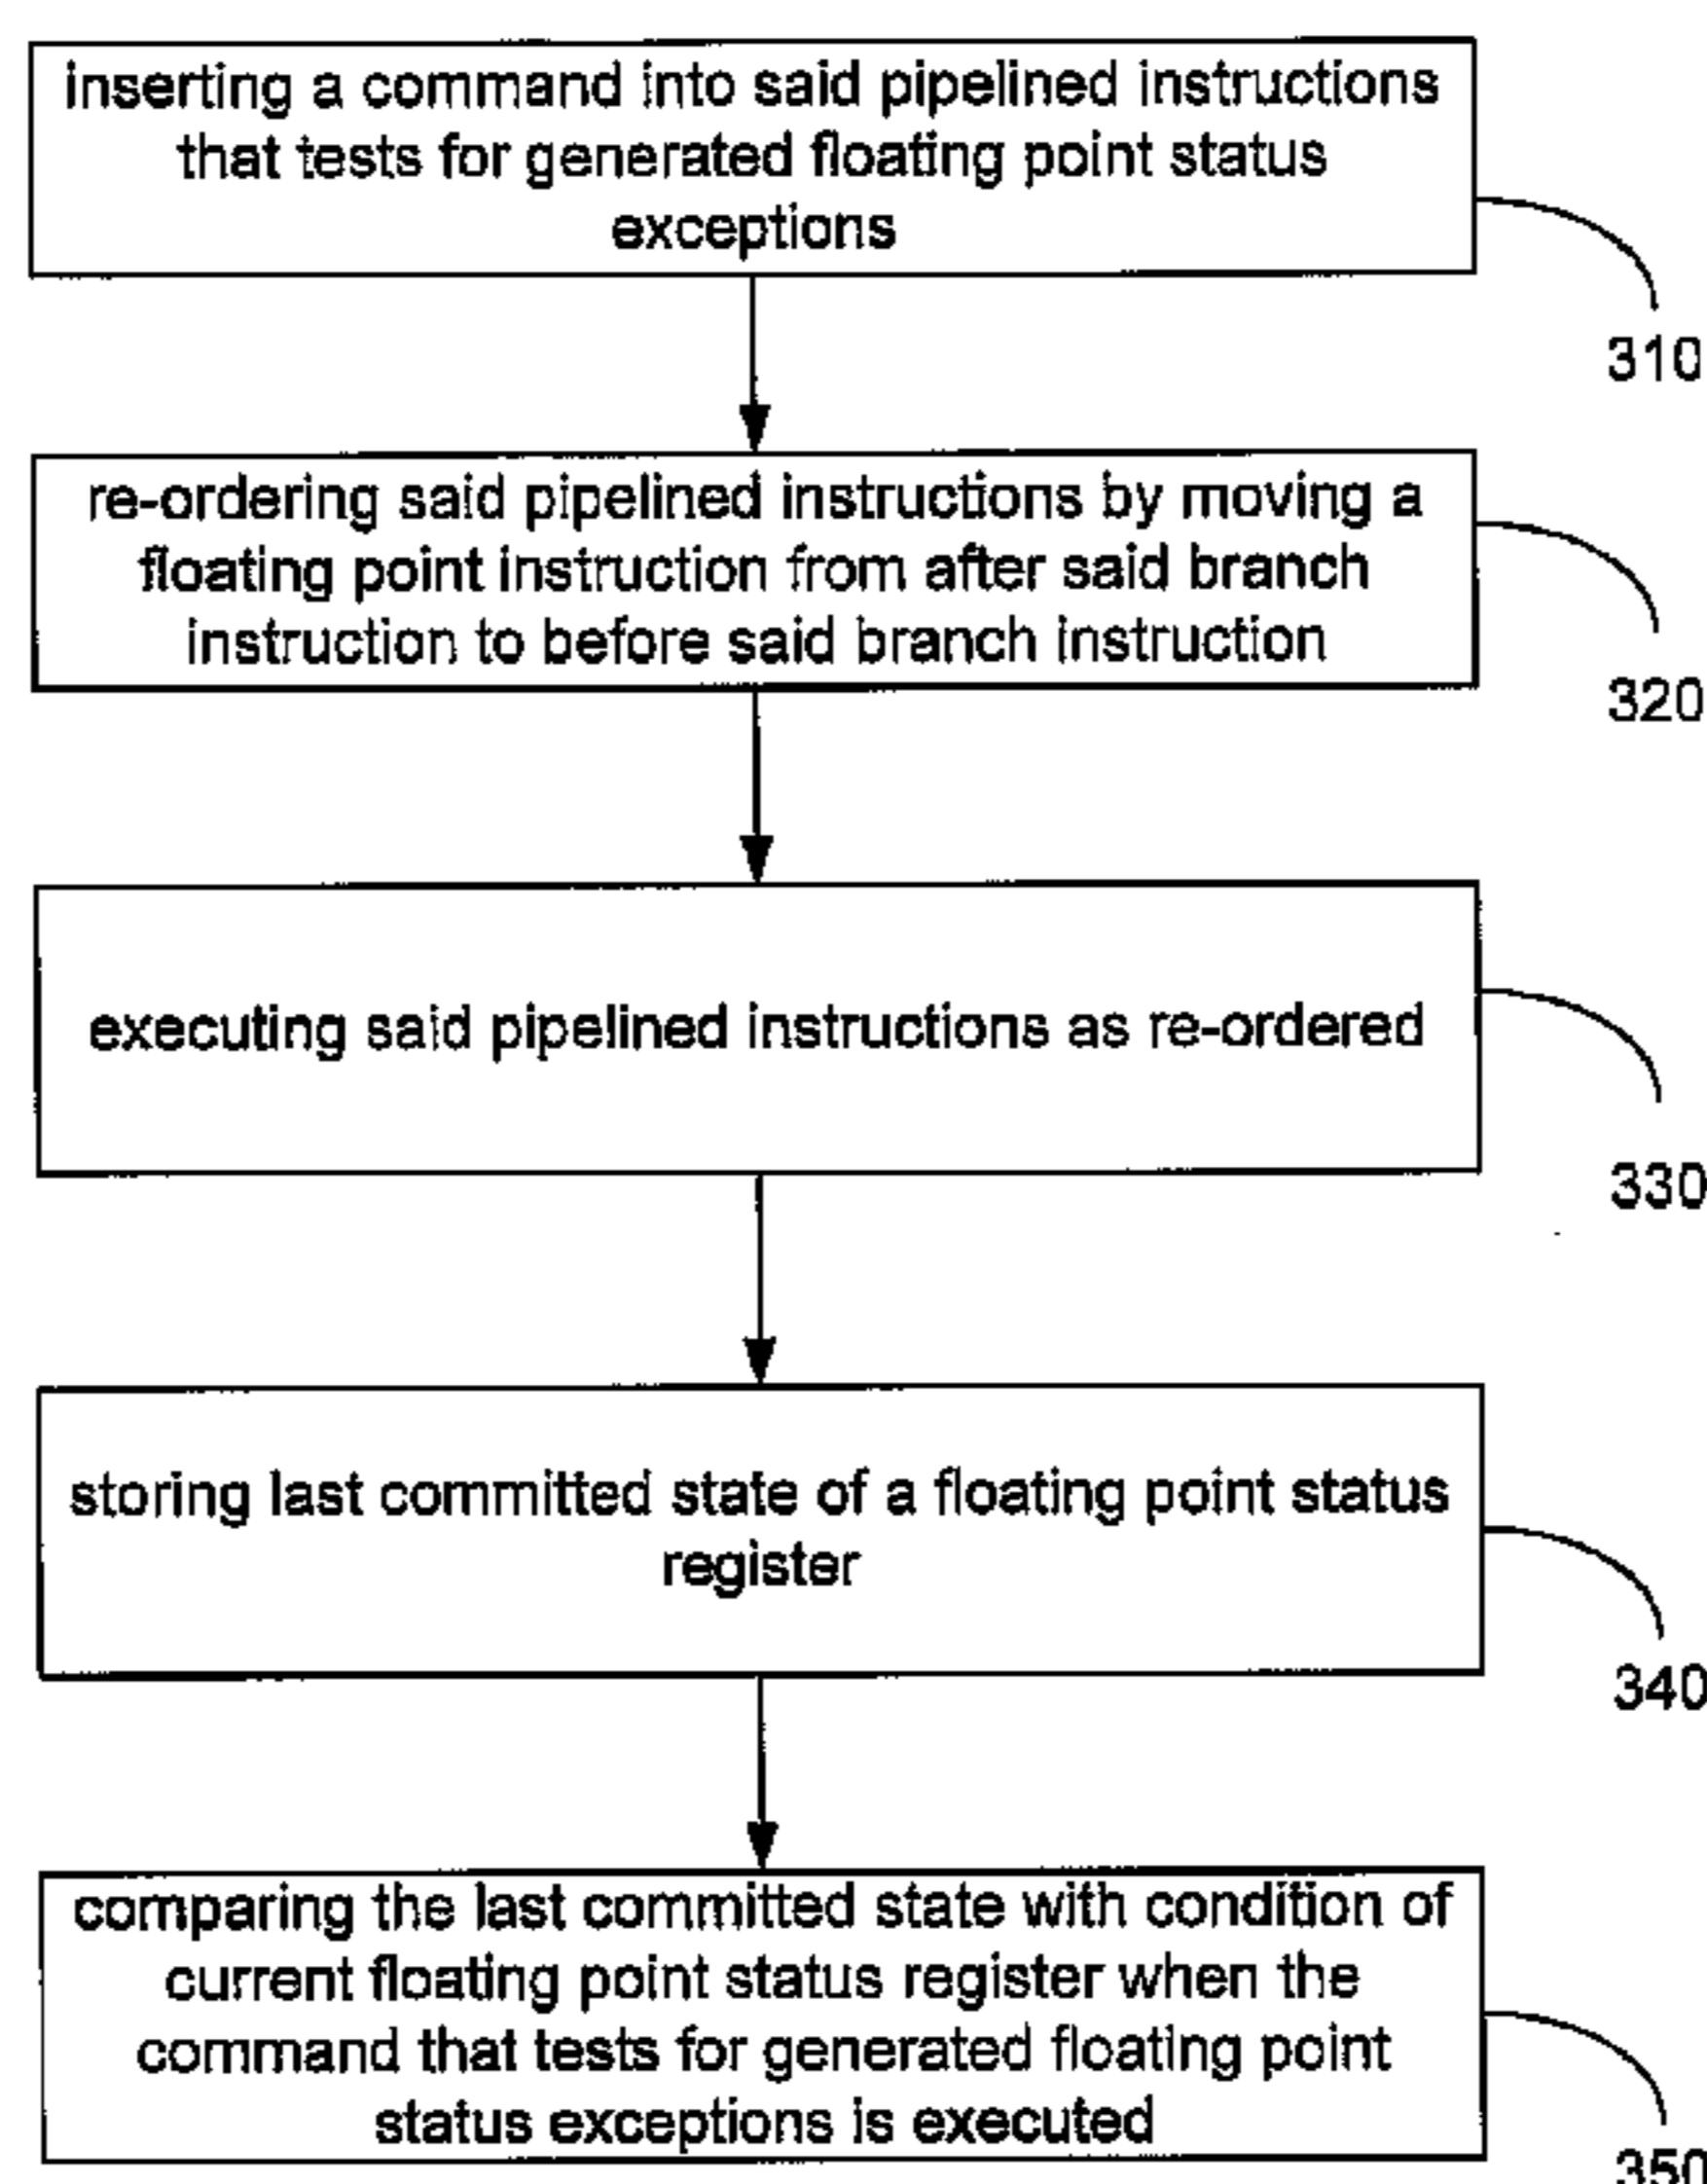 inserting a command into said pipelined instructions
that tests for generated floating point status
exceptions
310
re-ordering said pipelined instructions by moving a
floating point instruction from after said branch
instruction to before said branch instruction
320
executing said pipelined instructions as re-ordered
330
storing last committed state of a floating point status
register
340
comparing the last committed state with condition of
current floating point status register when the
command that tests for generated floating point
status exceptions is executed
350